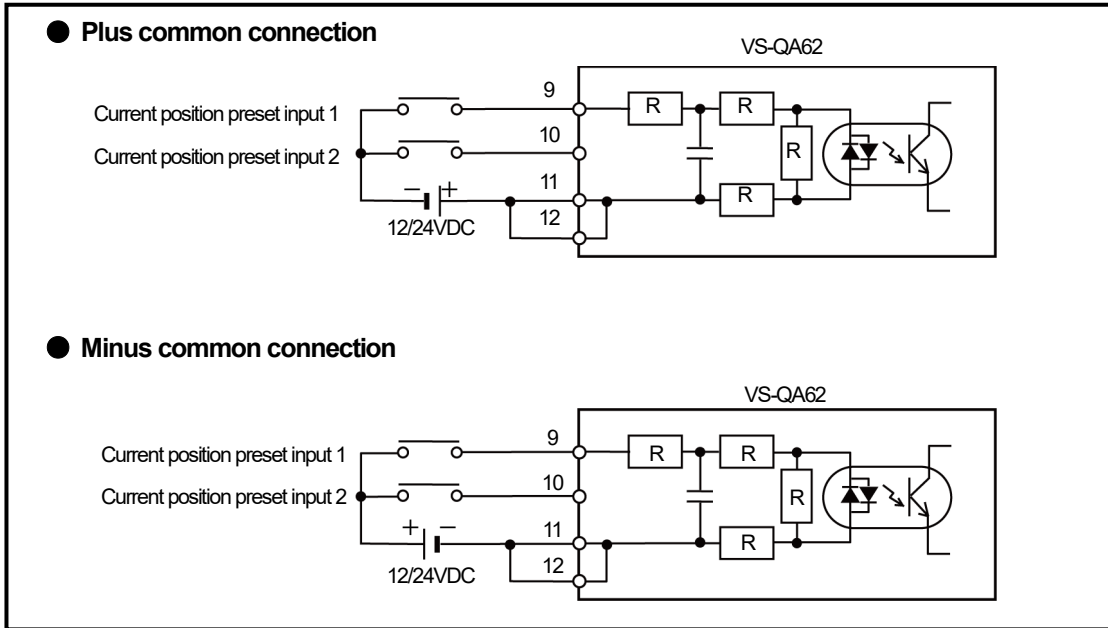 ● Plus common connection
VS-QA62
9
R
R
Current position preset input 1
10
Current position preset input 2
R
11
− +
R
12/24VDC
12
● Minus common connection
VS-QA62
9
R
R
Current position preset input 1
10
Current position preset input 2
R
11
+ −
R
12/24VDC
12